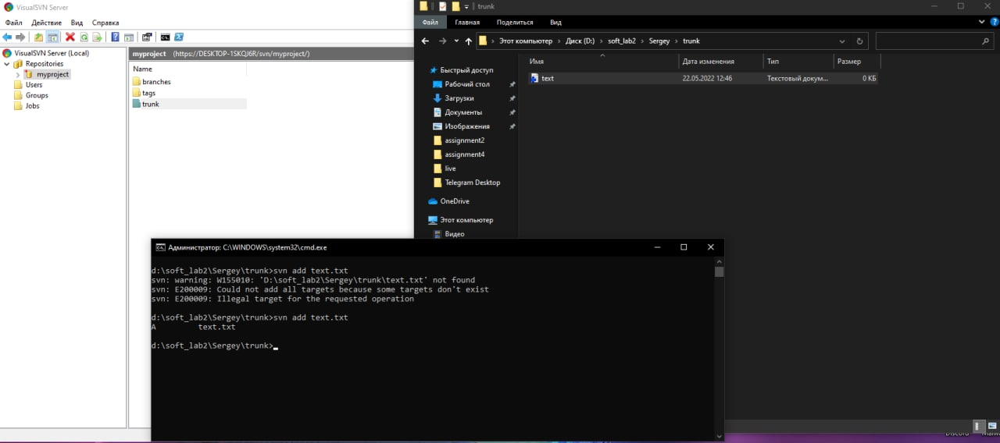 VisualSVN Server
Файл Действие Вид Справка
VisualSVN Server (Local)
Repositories
myproject
Users
Groups
Jobs
myproject (https://DESKTOP-1SKQJ6R/svn/myproject/)
Name
branches
tags
trunk
trunk
Файл Главная Поделиться Вид
Этот компьютер › Диск (D:) › soft_lab2 › Sergey › trunk
Имя Дата изменения Тип Размер
text 22.05.2022 12:46 Текстовый докум... 0 КБ
Быстрый доступ
Рабочий стол
Загрузки
Документы
Изображения
assignment2
assignment4
live
Telegram Desktop
OneDrive
Этот компьютер
Видео
Администратор: C:\WINDOWS\system32\cmd.exe
d:\soft_lab2\Sergey\trunk>svn add text.txt
svn: warning: W155010: 'D:\soft_lab2\Sergey\trunk\text.txt' not found
svn: E200009: Could not add all targets because some targets don't exist
svn: E200009: Illegal target for the requested operation
d:\soft_lab2\Sergey\trunk>svn add text.txt
A text.txt
d:\soft_lab2\Sergey\trunk>